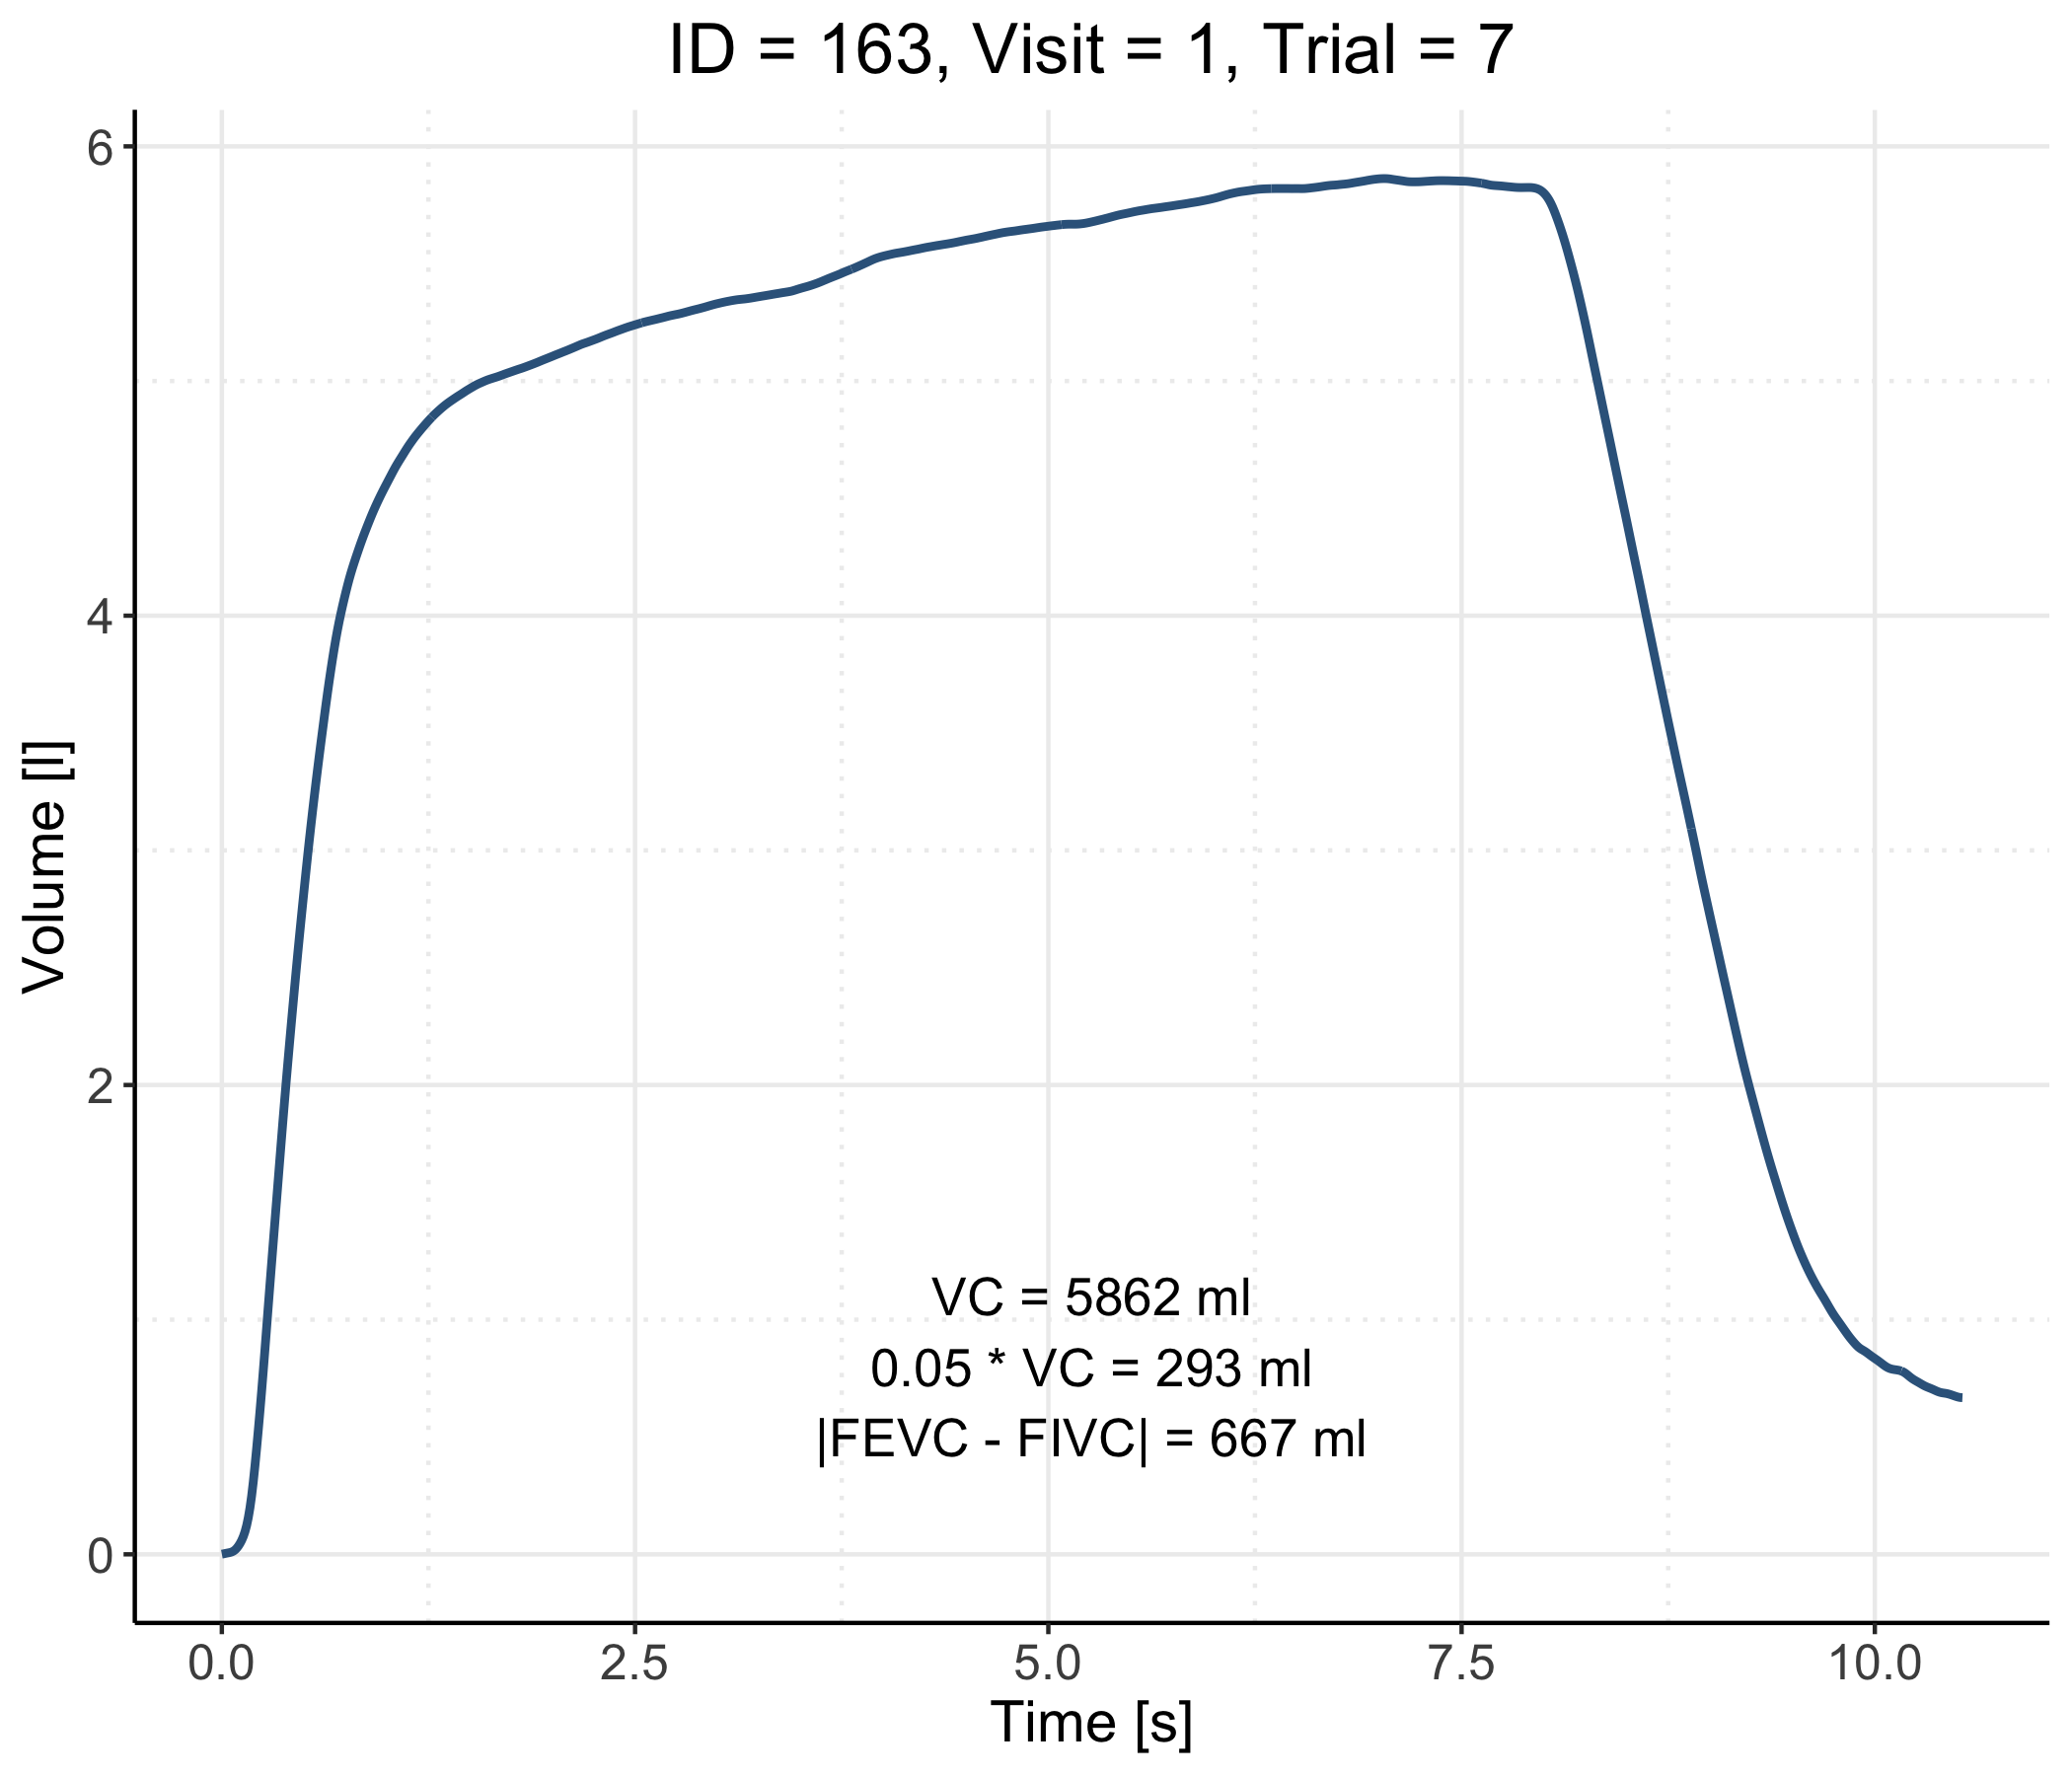 ID = 163, Visit = 1, Trial = 7
6
4
2
0
Volume [l]
VC = 5862 ml
0.05 * VC = 293 ml
|FEVC - FIVC| = 667 ml
0.0 2.5 5.0 7.5 10.0
Time [s]